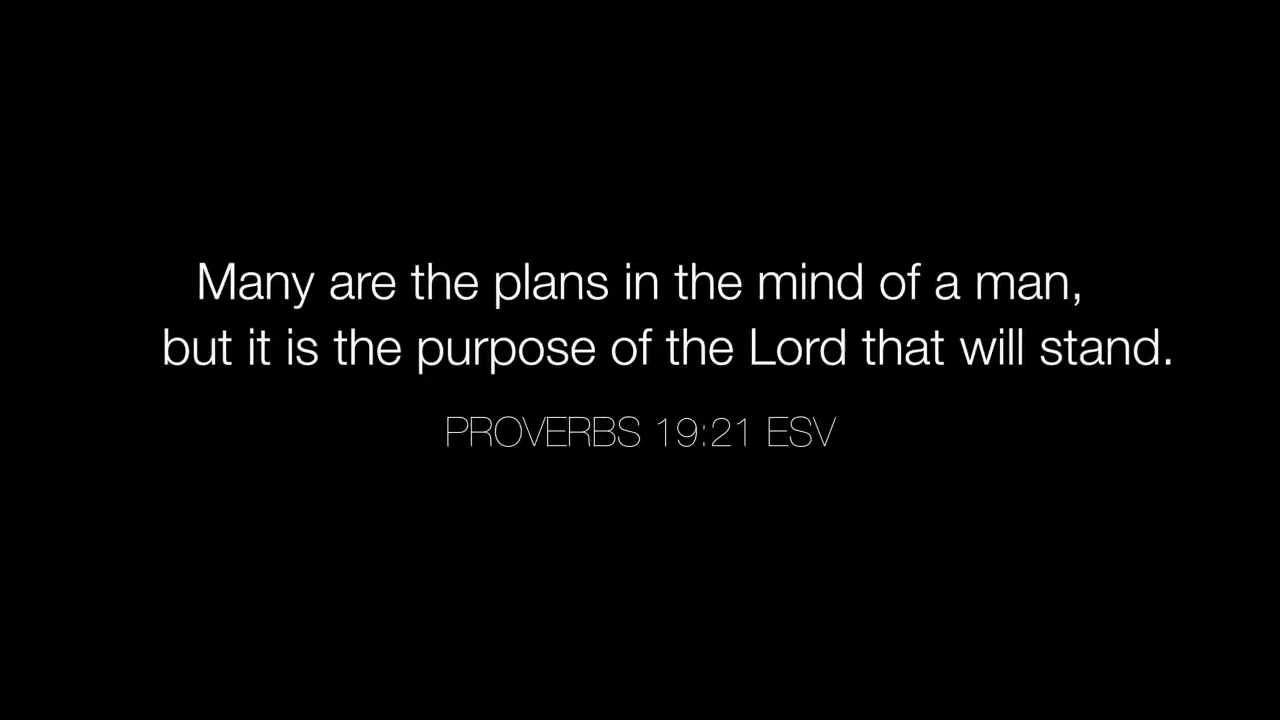 Many are the plans in the mind of a man,
but it is the purpose of the Lord that will stand.
PROVERBS 19:21 ESV